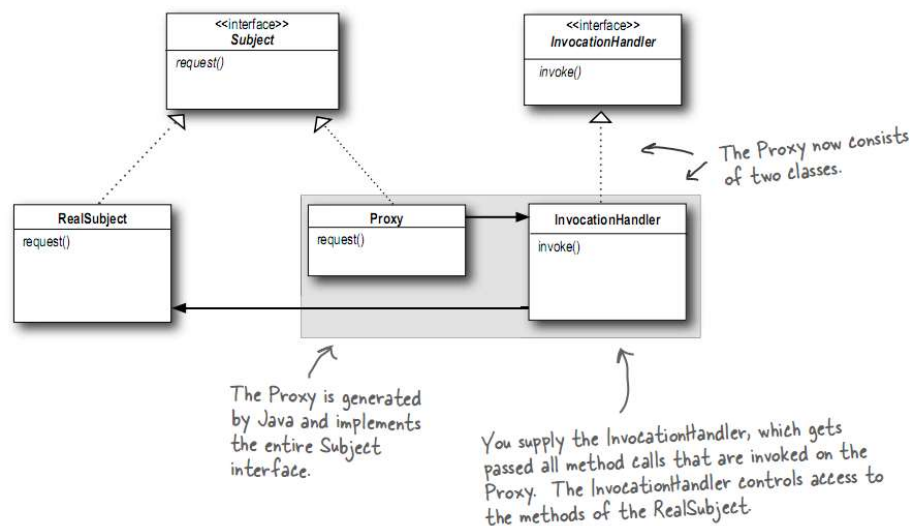 <<interface>>
Subject
request()
<<interface>>
InvocationHandler
invoke()
The Proxy now consists
of two classes.
RealSubject
request()
Proxy
request()
InvocationHandler
invoke()
The Proxy is generated
by Java and implements
the entire Subject
interface.
You supply the InvocationHandler, which gets
passed all method calls that are invoked on the
Proxy. The InvocationHandler controls access to
the methods of the RealSubject.